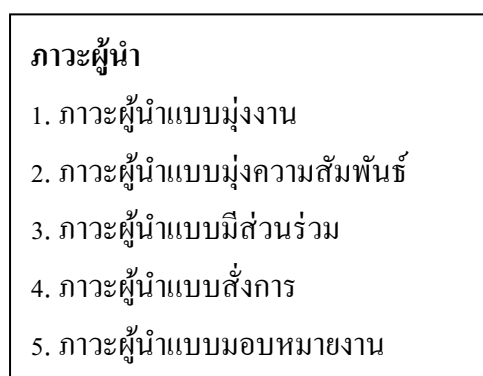 ภาวะผู้นำ
1. ภาวะผู้นำแบบมุ่งงาน
2. ภาวะผู้นำแบบมุ่งความสัมพันธ์
3. ภาวะผู้นำแบบมีส่วนร่วม
4. ภาวะผู้นำแบบสั่งการ
5. ภาวะผู้นำแบบมอบหมายงาน